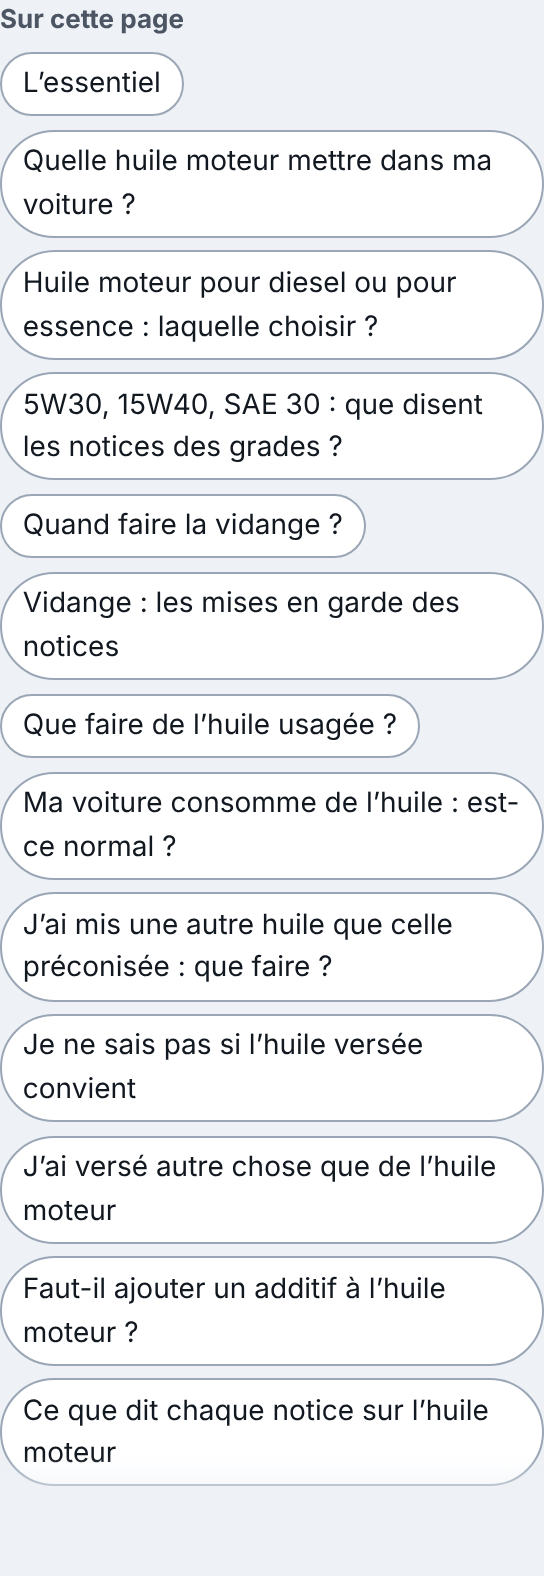 Sur cette page
L’essentiel
Quelle huile moteur mettre dans ma
voiture ?
Huile moteur pour diesel ou pour
essence : laquelle choisir ?
5W30, 15W40, SAE 30 : que disent
les notices des grades ?
Quand faire la vidange ?
Vidange : les mises en garde des
notices
Que faire de l’huile usagée ?
Ma voiture consomme de l’huile : est-
ce normal ?
J’ai mis une autre huile que celle
préconisée : que faire ?
Je ne sais pas si l’huile versée
convient
J’ai versé autre chose que de l’huile
moteur
Faut-il ajouter un additif à l’huile
moteur ?
Ce que dit chaque notice sur l’huile
moteur